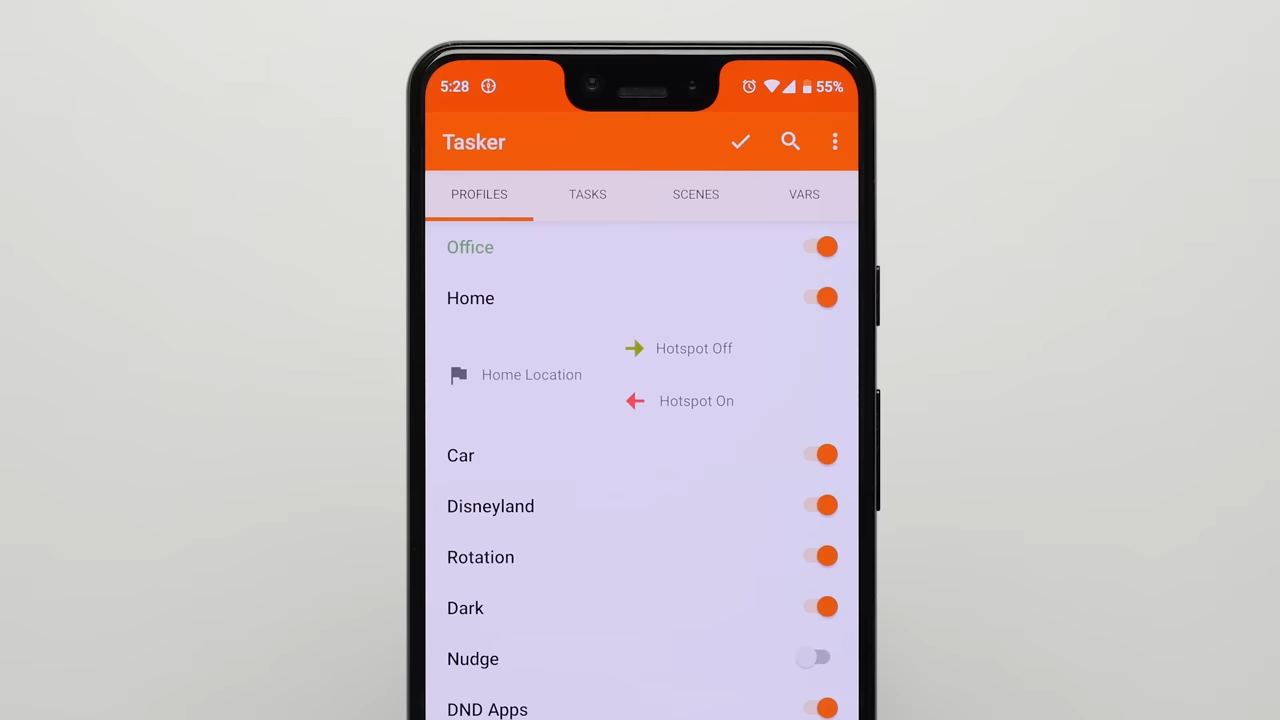 5:28 55%
Tasker
PROFILES TASKS SCENES VARS
Office
Home
Hotspot Off
Home Location
Hotspot On
Car
Disneyland
Rotation
Dark
Nudge
DND Apps